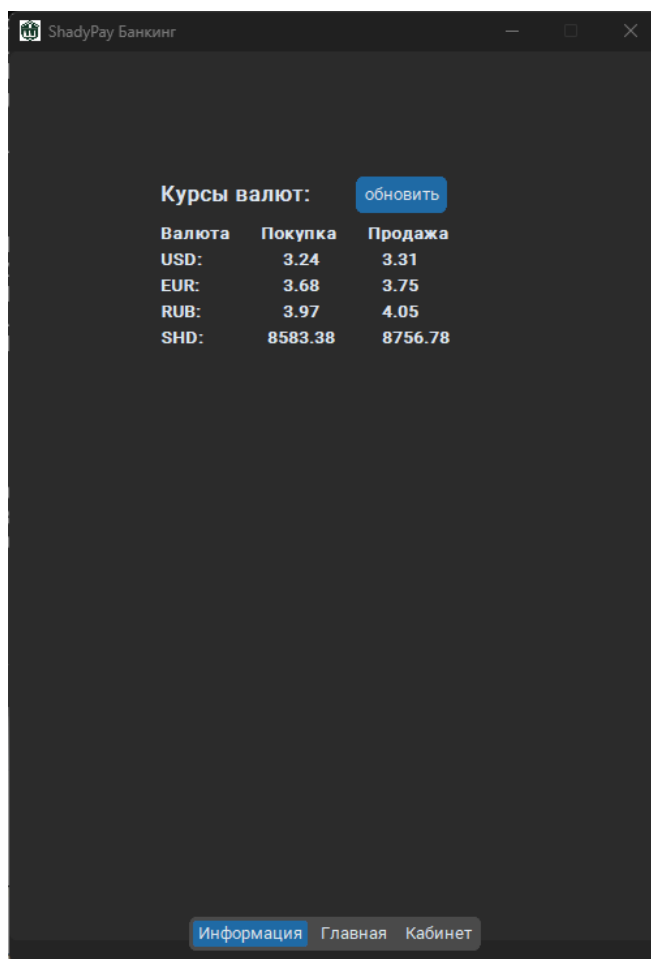 ShadyPay Банкинг
Курсы валют: обновить
Валюта Покупка Продажа
USD: 3.24 3.31
EUR: 3.68 3.75
RUB: 3.97 4.05
SHD: 8583.38 8756.78
Информация Главная Кабинет